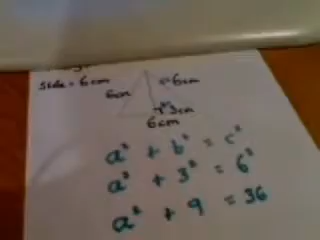 side = 6cm
6cm
c=6cm
3cm
6cm
a² + b² = c²
a² + 3² = 6²
a² + 9 = 36